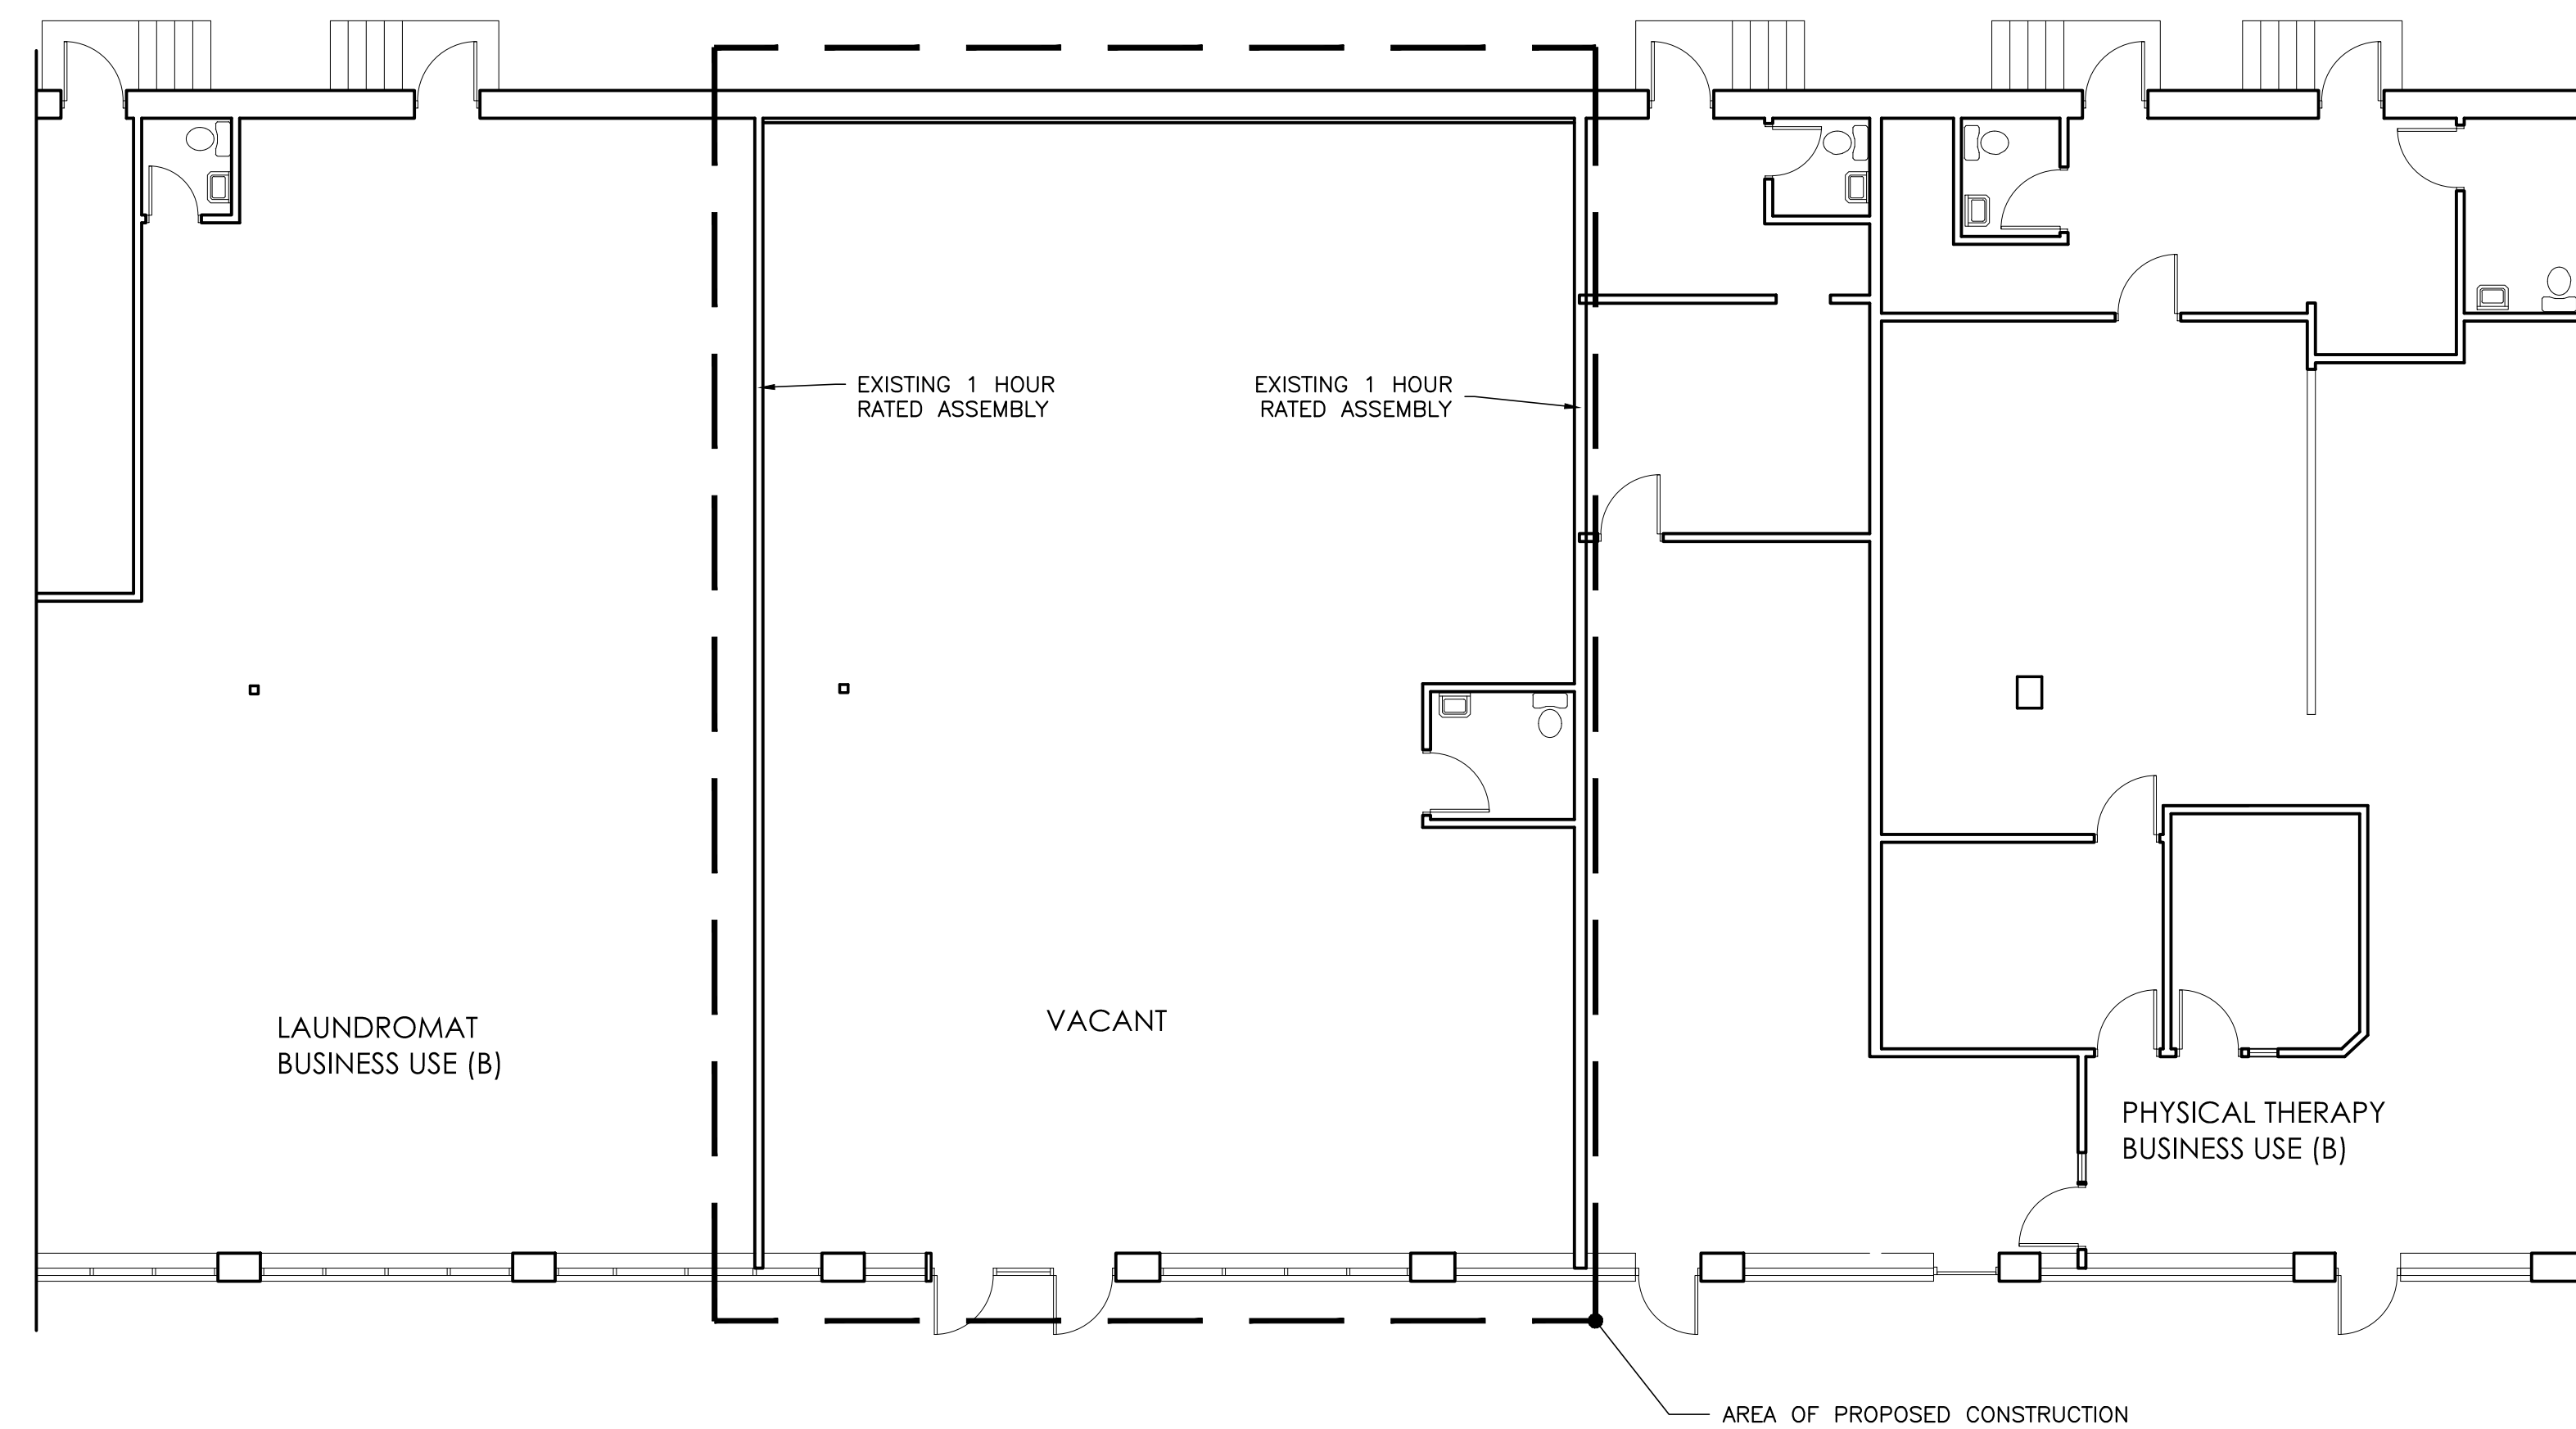 EXISTING 1 HOUR
RATED ASSEMBLY
EXISTING 1 HOUR
RATED ASSEMBLY
LAUNDROMAT
BUSINESS USE (B)
VACANT
PHYSICAL THERAPY
BUSINESS USE (B)
AREA OF PROPOSED CONSTRUCTION